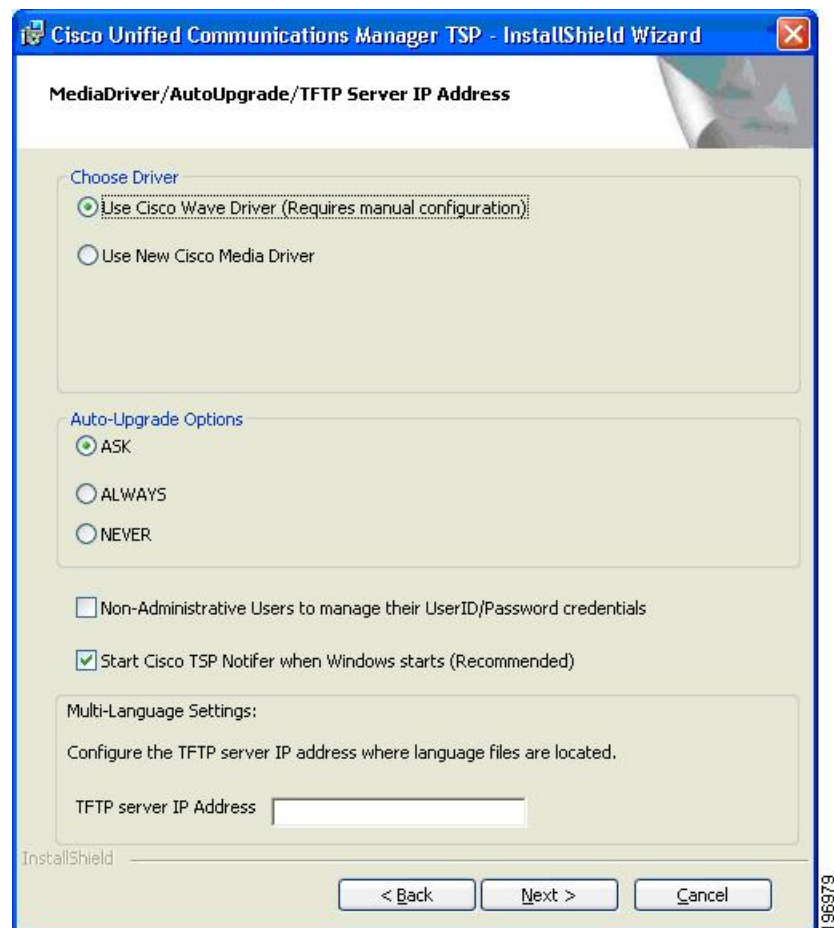 Cisco Unified Communications Manager TSP - InstallShield Wizard
MediaDriver/AutoUpgrade/TFTP Server IP Address
Choose Driver
Use Cisco Wave Driver (Requires manual configuration)
Use New Cisco Media Driver
Auto-Upgrade Options
ASK
ALWAYS
NEVER
Non-Administrative Users to manage their UserID/Password credentials
Start Cisco TSP Notifer when Windows starts (Recommended)
Multi-Language Settings:
Configure the TFTP server IP address where language files are located.
TFTP server IP Address
InstallShield
< Back
Next >
Cancel
196979